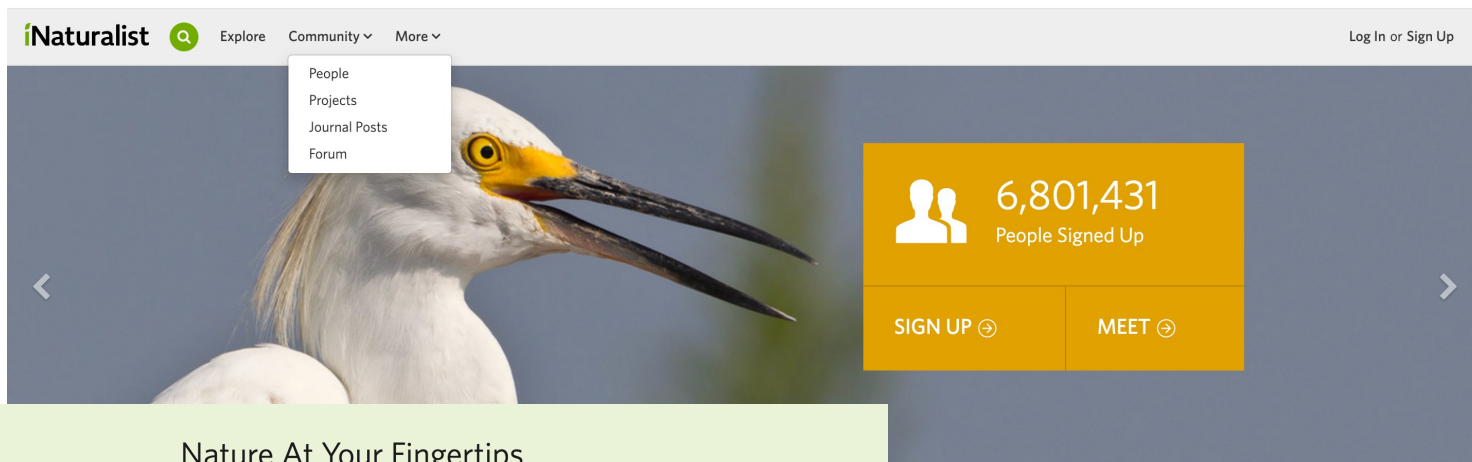 iNaturalist Explore Community More Log In or Sign Up
People
Projects
Journal Posts
Forum
6,801,431
People Signed Up
SIGN UP MEET
Nature At Your Fingertips